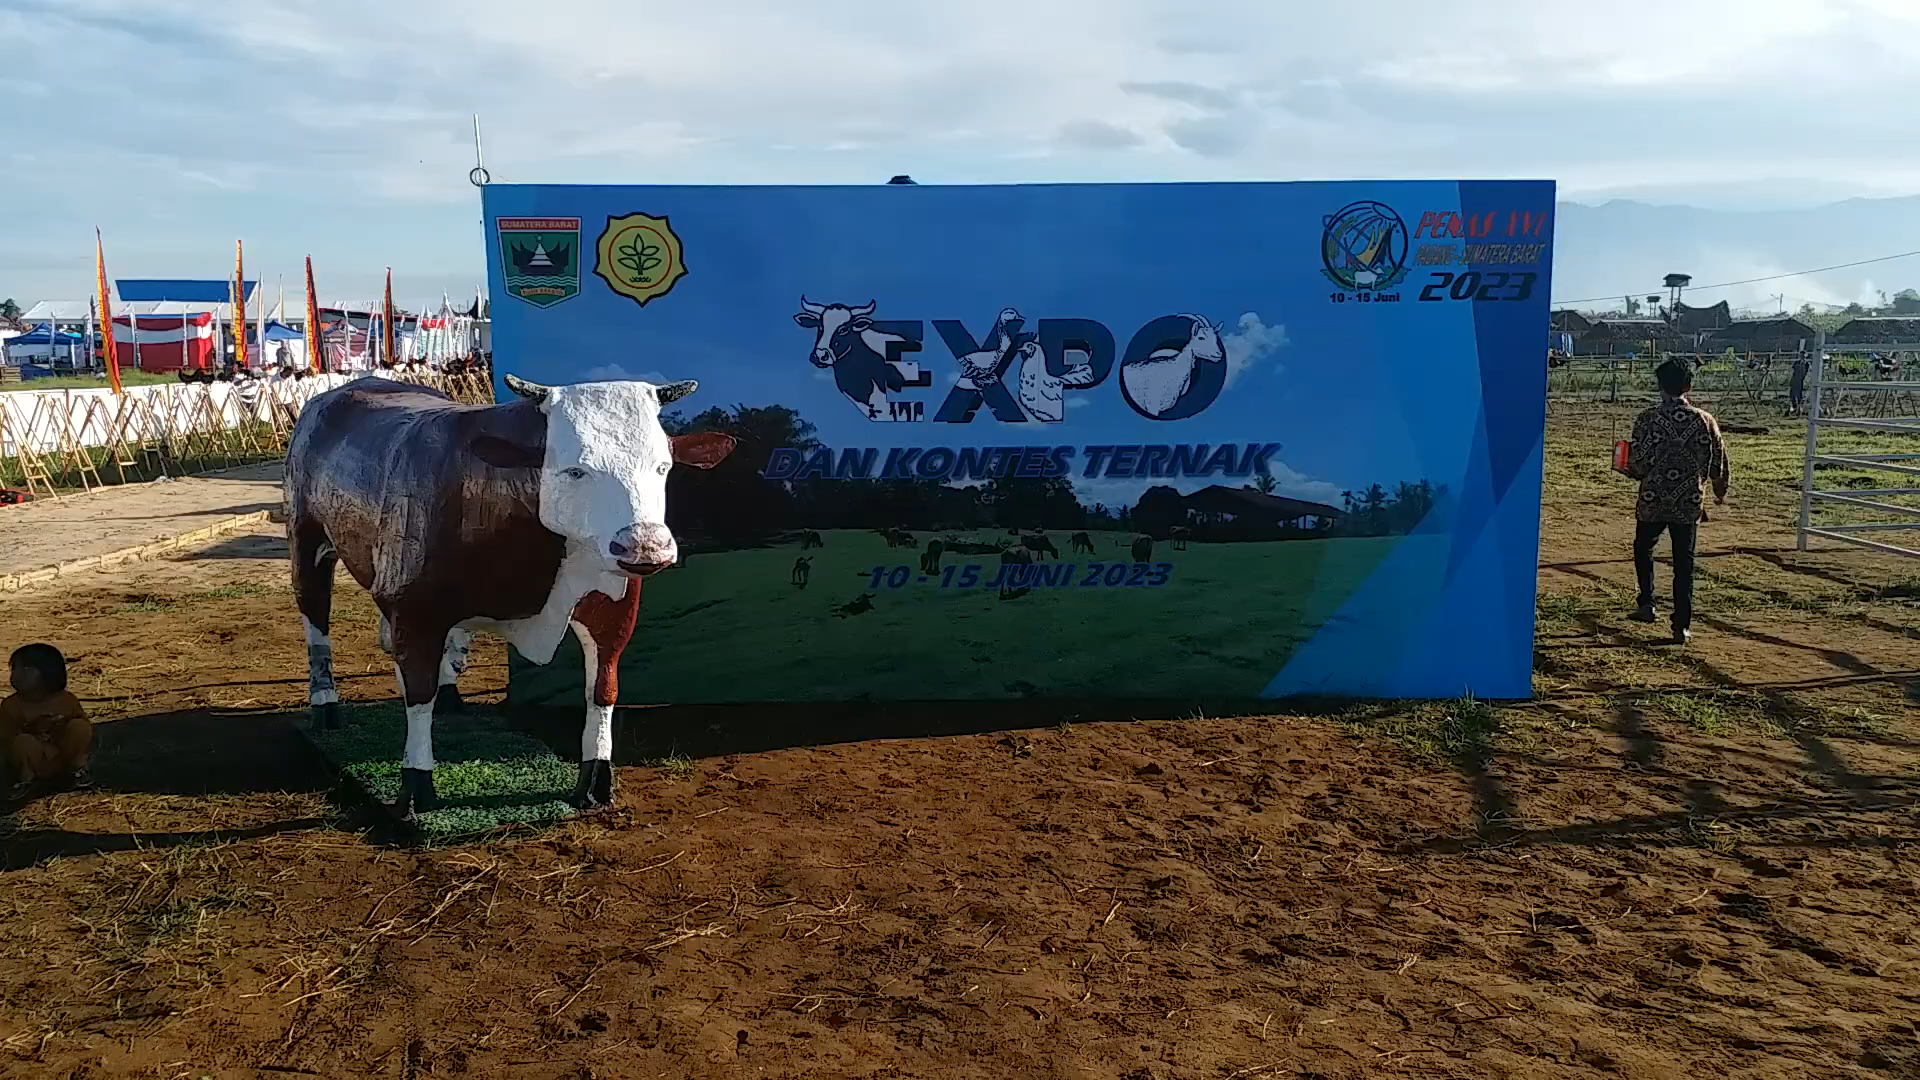 SUMATERA BARAT
PENAS XVI
PADANG - SUMATERA BARAT
10 - 15 Juni
2023
EXPO
DAN KONTES TERNAK
10 - 15 JUNI 2023